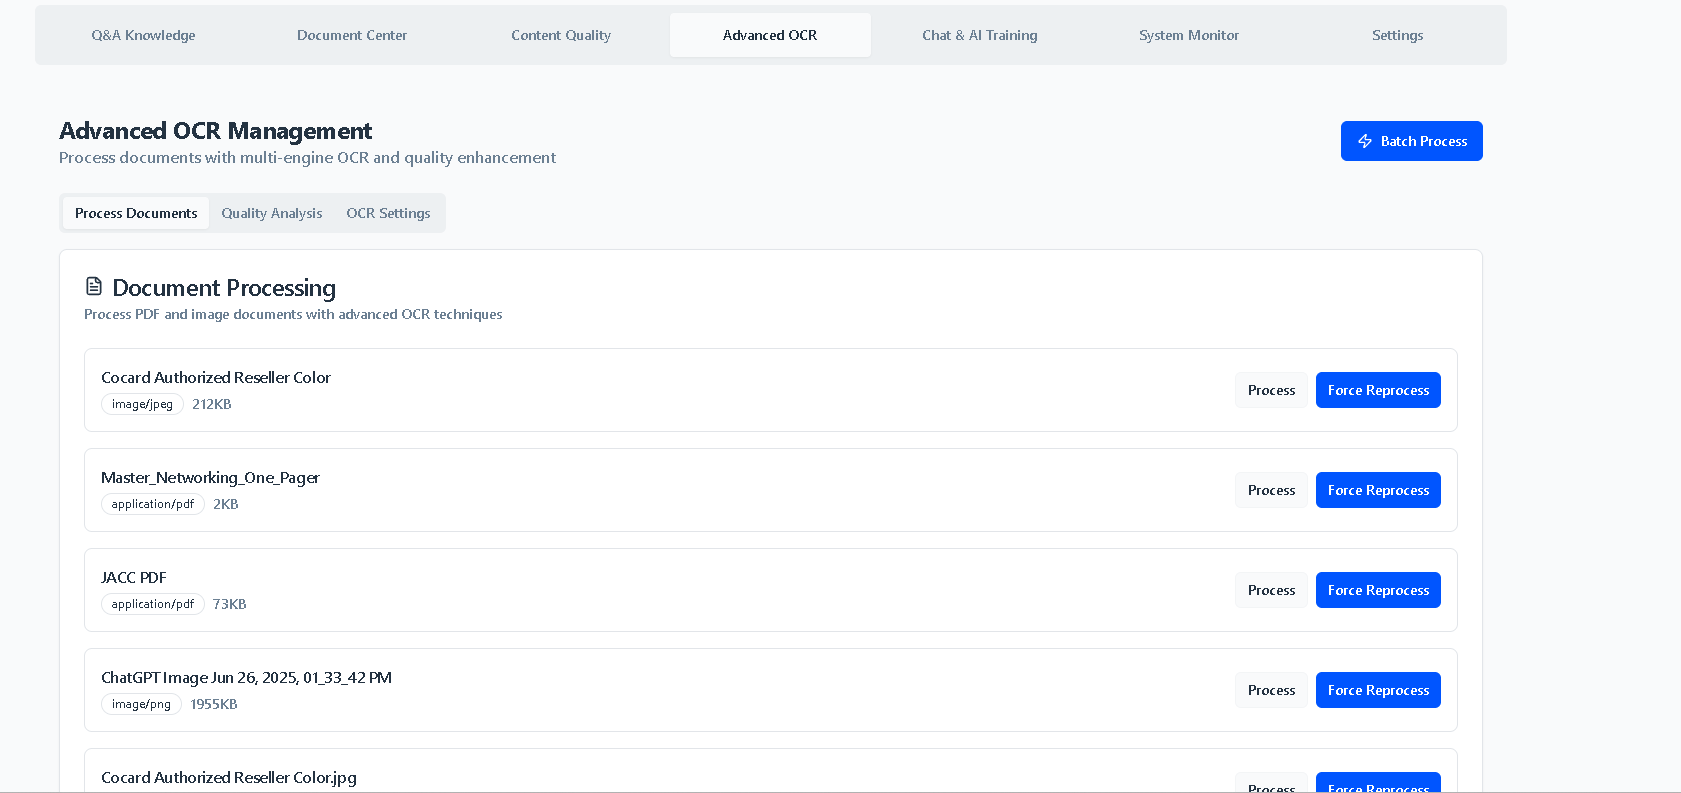 Q&A Knowledge Document Center Content Quality Advanced OCR Chat & AI Training System Monitor Settings
Advanced OCR Management
Process documents with multi-engine OCR and quality enhancement
Batch Process
Process Documents Quality Analysis OCR Settings
Document Processing
Process PDF and image documents with advanced OCR techniques
Cocard Authorized Reseller Color
image/jpeg 212KB
Process Force Reprocess
Master_Networking_One_Pager
application/pdf 2KB
Process Force Reprocess
JACC PDF
application/pdf 73KB
Process Force Reprocess
ChatGPT Image Jun 26, 2025, 01_33_42 PM
image/png 1955KB
Process Force Reprocess
Cocard Authorized Reseller Color.jpg
Process Force Reprocess